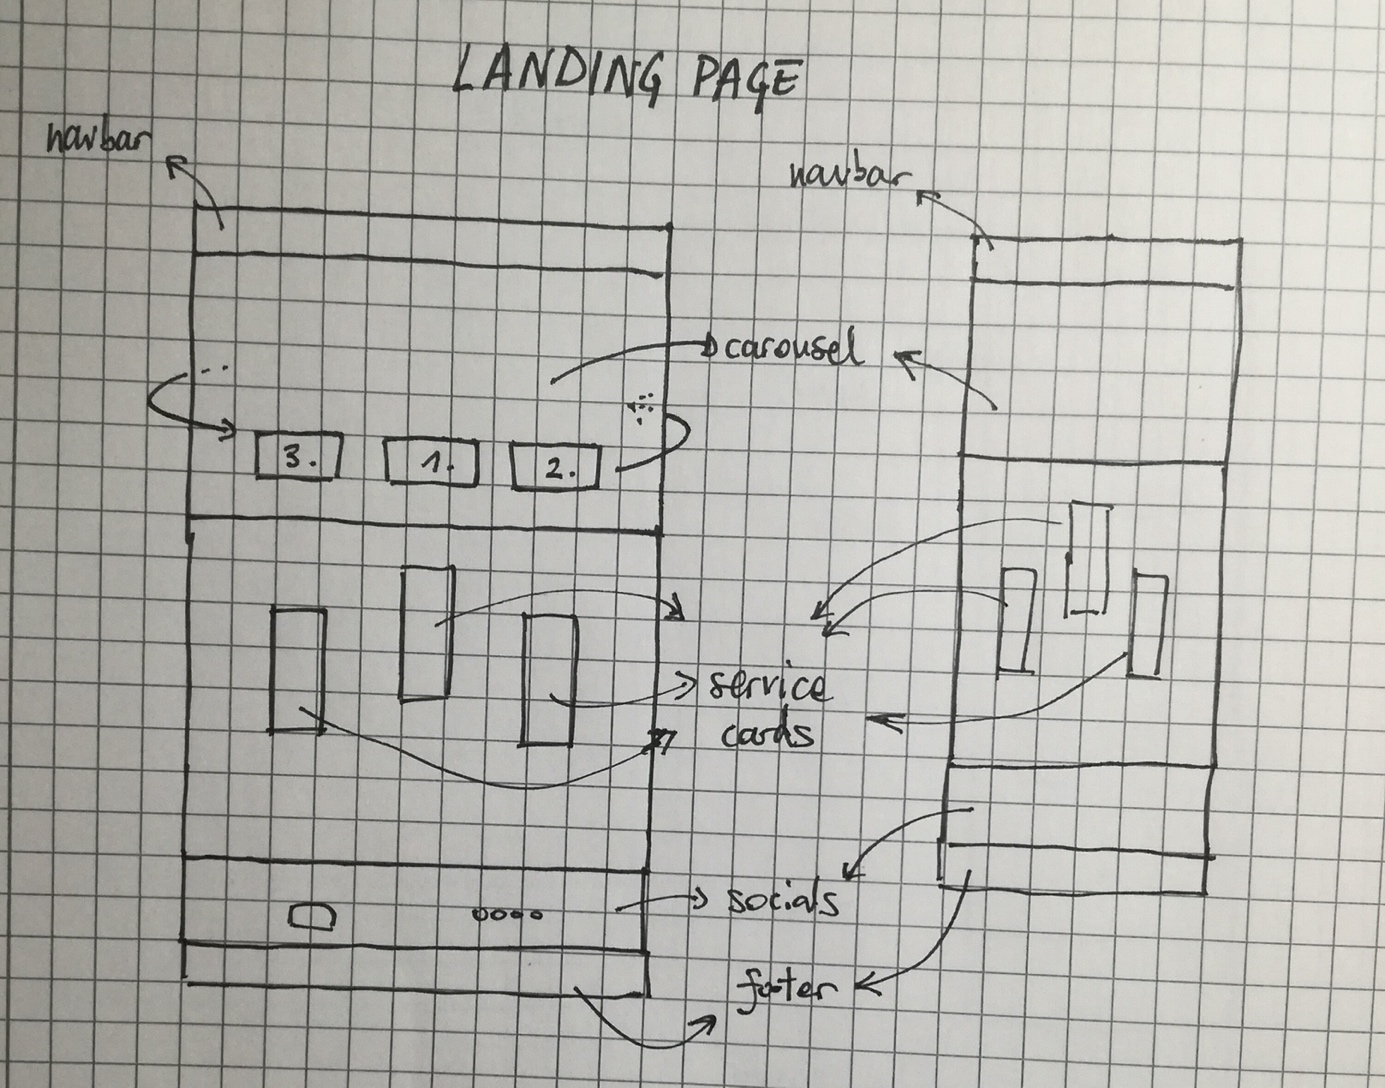 LANDING PAGE
navbar
navbar
carousel
3.
1.
2.
service
cards
socials
footer